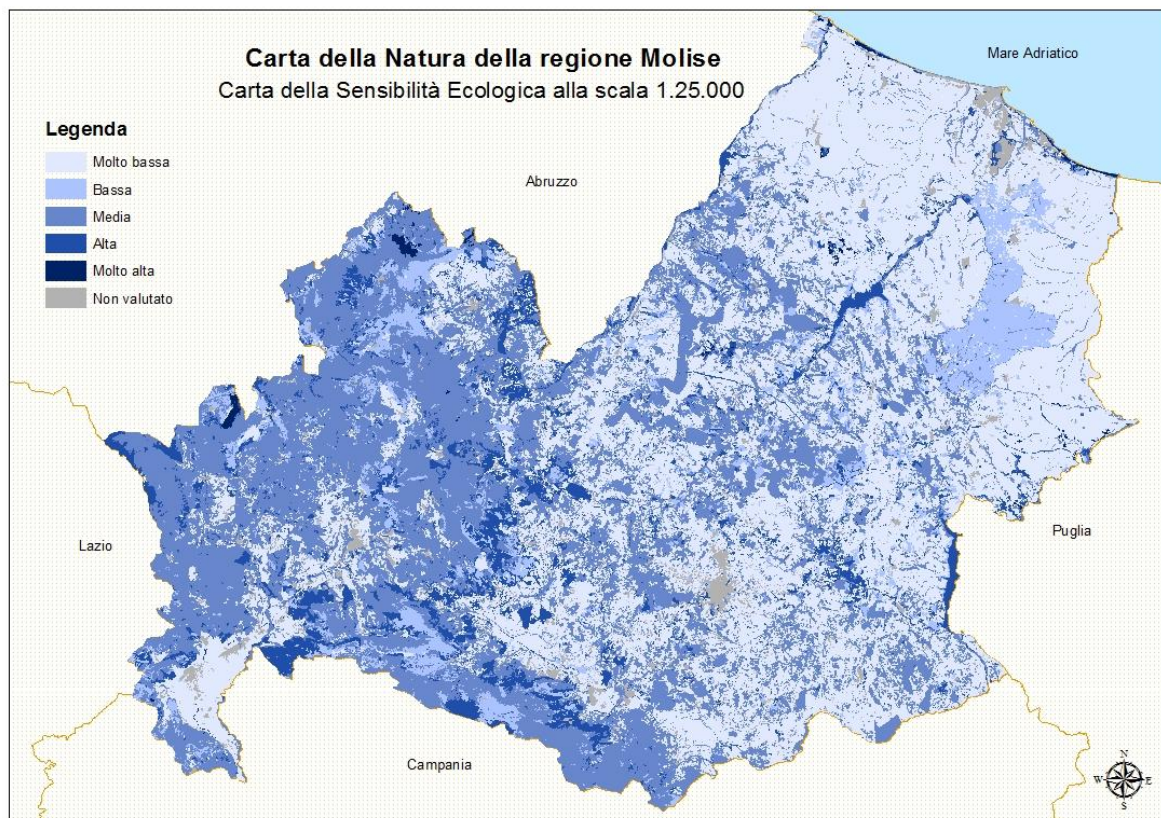 Carta della Natura della regione Molise
Carta della Sensibilità Ecologica alla scala 1.25.000
Mare Adriatico
Legenda
Molto bassa
Bassa
Media
Alta
Molto alta
Non valutato
Abruzzo
Lazio
Puglia
Campania
N
W E
S